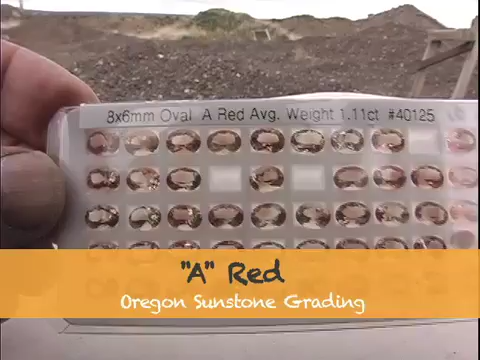 8x6mm Oval A Red Avg. Weight 1.11ct #40125
"A" Red
Oregon Sunstone Grading